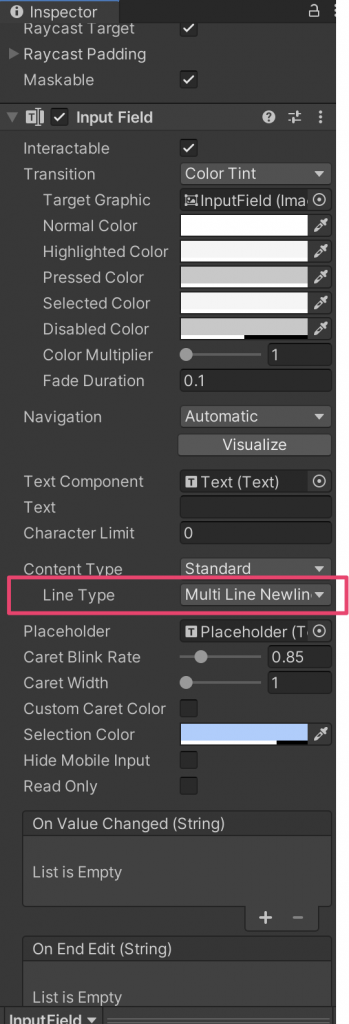 Inspector
Raycast Target
Raycast Padding
Maskable
Input Field
Interactable
Transition Color Tint
Target Graphic InputField (Ima
Normal Color
Highlighted Color
Pressed Color
Selected Color
Disabled Color
Color Multiplier 1
Fade Duration 0.1
Navigation Automatic
Visualize
Text Component Text (Text)
Text
Character Limit 0
Content Type Standard
Line Type Multi Line Newlin
Placeholder Placeholder (T
Caret Blink Rate 0.85
Caret Width 1
Custom Caret Color
Selection Color
Hide Mobile Input
Read Only
On Value Changed (String)
List is Empty
+ −
On End Edit (String)
List is Empty
InputField